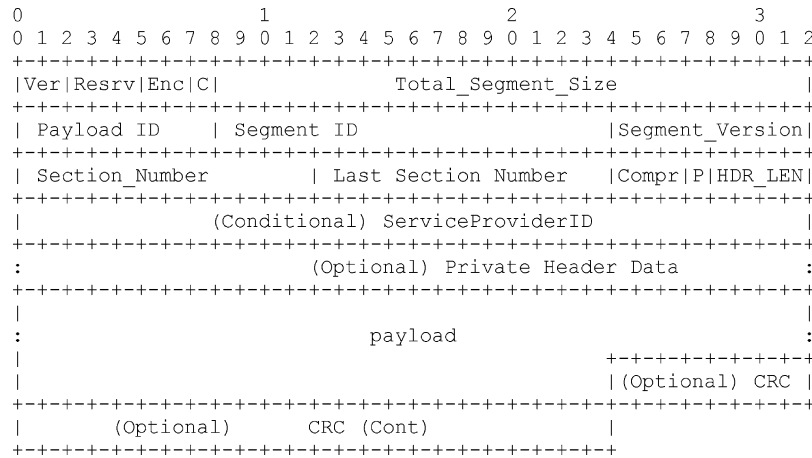 0                   1                   2                   3
0 1 2 3 4 5 6 7 8 9 0 1 2 3 4 5 6 7 8 9 0 1 2 3 4 5 6 7 8 9 0 1 2
+-+-+-+-+-+-+-+-+-+-+-+-+-+-+-+-+-+-+-+-+-+-+-+-+-+-+-+-+-+-+-+-+
|Ver|Resrv|Enc|C|              Total_Segment_Size               |
+-+-+-+-+-+-+-+-+-+-+-+-+-+-+-+-+-+-+-+-+-+-+-+-+-+-+-+-+-+-+-+-+
| Payload ID    | Segment ID                    |Segment_Version|
+-+-+-+-+-+-+-+-+-+-+-+-+-+-+-+-+-+-+-+-+-+-+-+-+-+-+-+-+-+-+-+-+
| Section_Number        | Last Section Number   |Compr|P|HDR_LEN|
+-+-+-+-+-+-+-+-+-+-+-+-+-+-+-+-+-+-+-+-+-+-+-+-+-+-+-+-+-+-+-+-+
|               (Conditional) ServiceProviderID                 |
+-+-+-+-+-+-+-+-+-+-+-+-+-+-+-+-+-+-+-+-+-+-+-+-+-+-+-+-+-+-+-+-+
:                       (Optional) Private Header Data          :
+-+-+-+-+-+-+-+-+-+-+-+-+-+-+-+-+-+-+-+-+-+-+-+-+-+-+-+-+-+-+-+-+
|                                                               |
:                            payload                            :
|                                               +-+-+-+-+-+-+-+-+
|                                               |(Optional) CRC |
+-+-+-+-+-+-+-+-+-+-+-+-+-+-+-+-+-+-+-+-+-+-+-+-+-+-+-+-+-+-+-+-+
|       (Optional)      CRC (Cont)              |
+-+-+-+-+-+-+-+-+-+-+-+-+-+-+-+-+-+-+-+-+-+-+-+-+